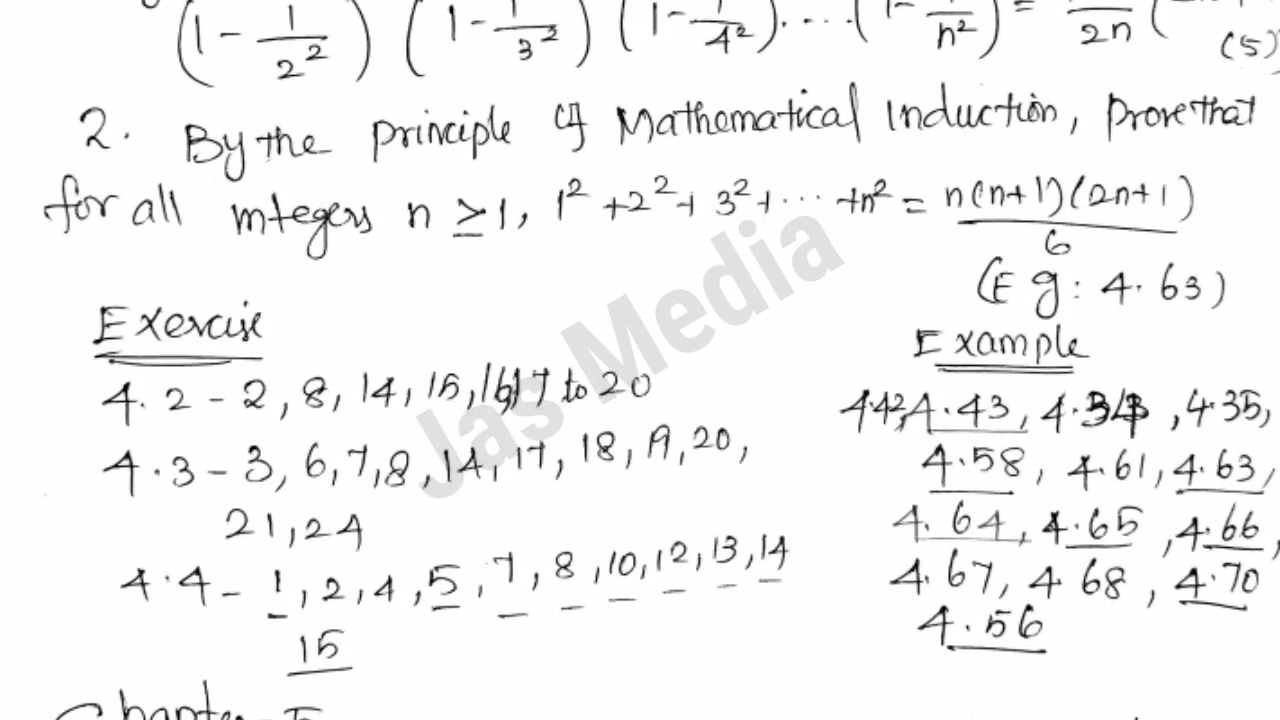 (1 - 1/2²) (1 - 1/3²) (1 - 1/4²) .... (1 - 1/n²) = /2n (
(5)
2. By the principle of Mathematical Induction, prove that
for all integers n ≥ 1, 1² + 2² + 3² + ... + n² = n(n+1)(2n+1)/6
(Eg: 4.63)
Exercise
4.2 - 2, 8, 14, 15, 16, 17 to 20
4.3 - 3, 6, 7, 8, 14, 17, 18, 19, 20,
21, 24
4.4 - 1, 2, 4, 5, 7, 8, 10, 12, 13, 14
15
Example
4.42, 4.43, , 4.35,
4.58, 4.61, 4.63,
4.64, 4.65, 4.66,
4.67, 4.68, 4.70
4.56
Jas Media
Chapter - 5